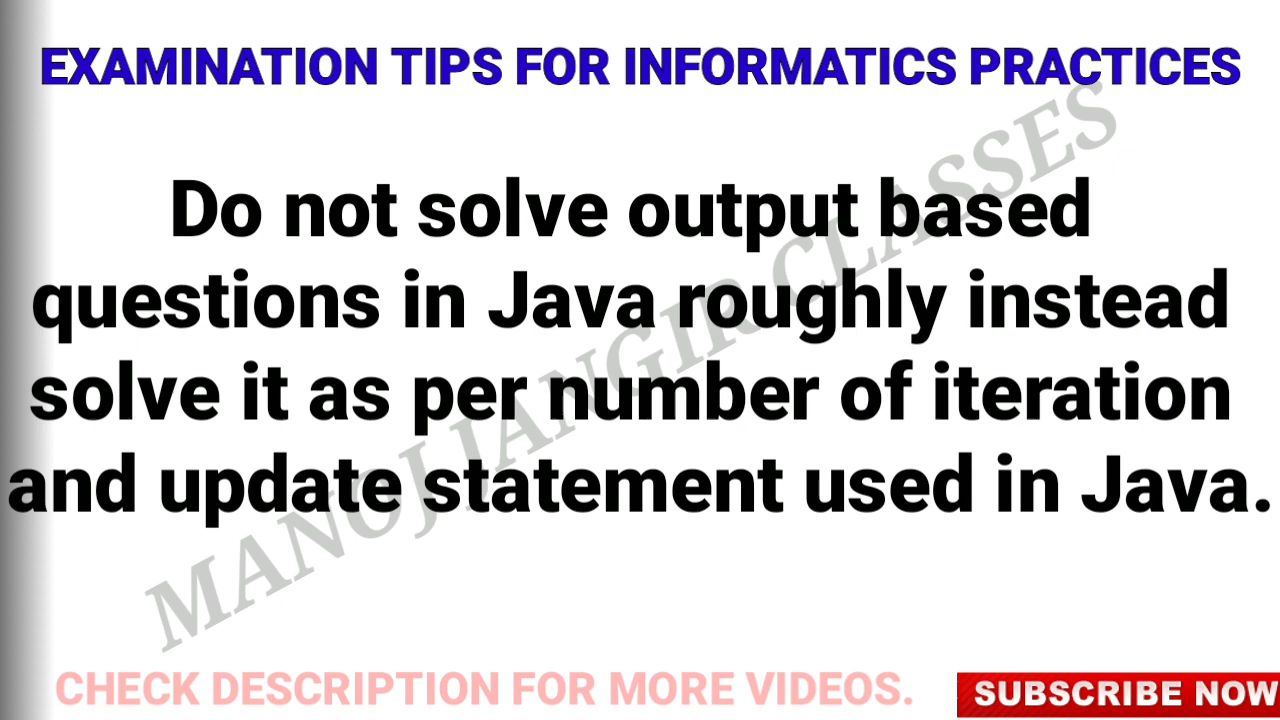 EXAMINATION TIPS FOR INFORMATICS PRACTICES
Do not solve output based
questions in Java roughly instead
solve it as per number of iteration
and update statement used in Java.
MANOJ JANGIR CLASSES
CHECK DESCRIPTION FOR MORE VIDEOS.
SUBSCRIBE NOW